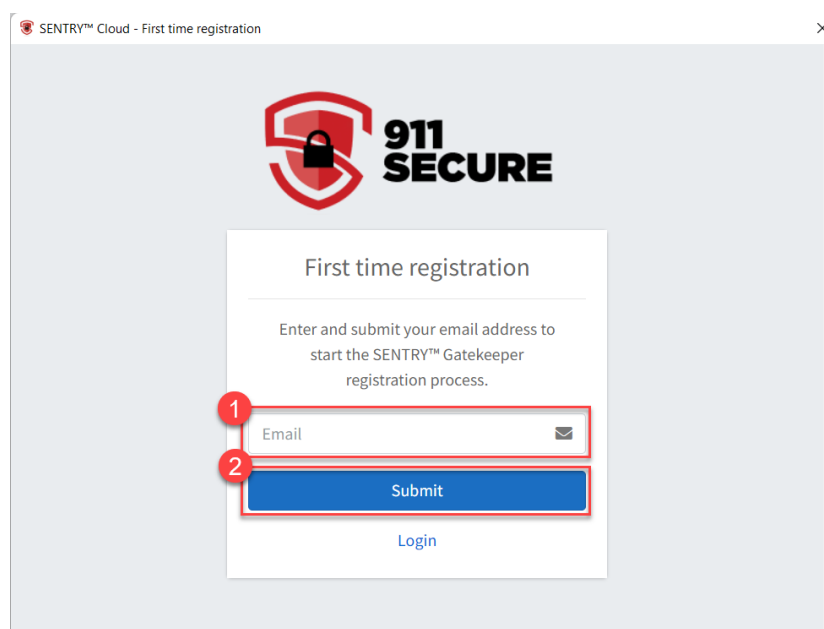 SENTRY™ Cloud - First time registration
911
SECURE
First time registration
Enter and submit your email address to
start the SENTRY™ Gatekeeper
registration process.
1
Email
2
Submit
Login